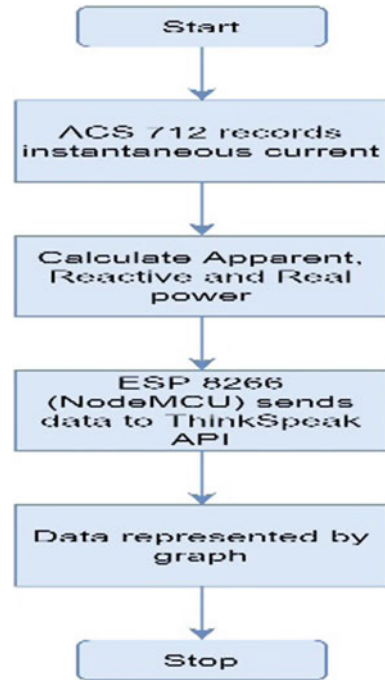 Start
ACS 712 records
instantaneous current
Calculate Apparent,
Reactive and Real
power
ESP 8266
(NodeMCU) sends
data to ThinkSpeak
API
Data represented by
graph
Stop